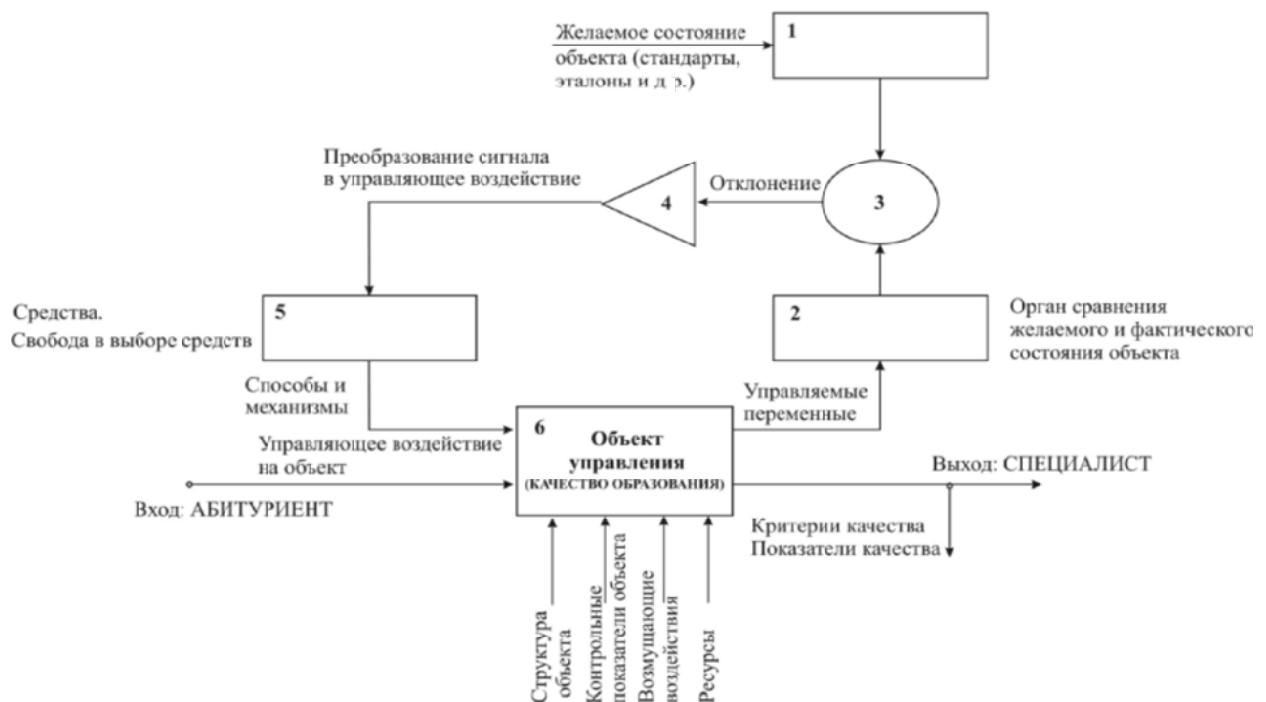 Желаемое состояние
объекта (стандарты,
эталоны и др.)
1
Преобразование сигнала
в управляющее воздействие
4
Отклонение
3
Средства.
Свобода в выборе средств
5
2
Орган сравнения
желаемого и фактического
состояния объекта
Способы и
механизмы
Управляемые
переменные
Управляющее воздействие
на объект
6
Объект
управления
(КАЧЕСТВО ОБРАЗОВАНИЯ)
Выход: СПЕЦИАЛИСТ
Вход: АБИТУРИЕНТ
Критерии качества
Показатели качества
Структура
объекта
Контрольные
показатели объекта
Возмущающие
воздействия
Ресурсы